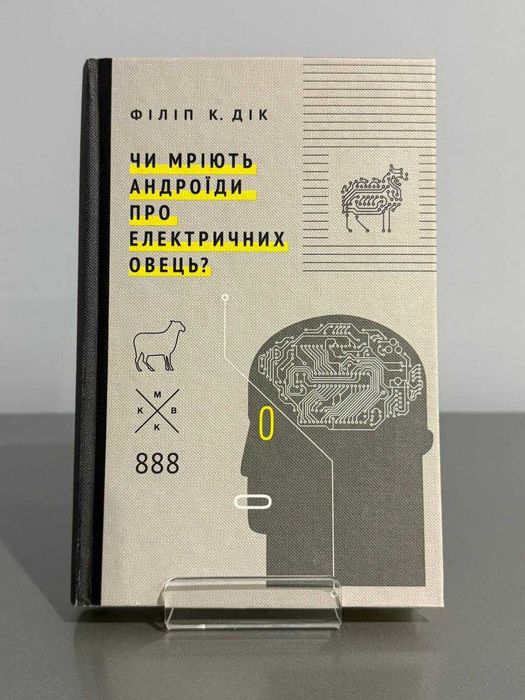 ФІЛІП К. ДІК
ЧИ МРІЮТЬ
АНДРОЇДИ
ПРО
ЕЛЕКТРИЧНИХ
ОВЕЦЬ?
М
К В
К
888